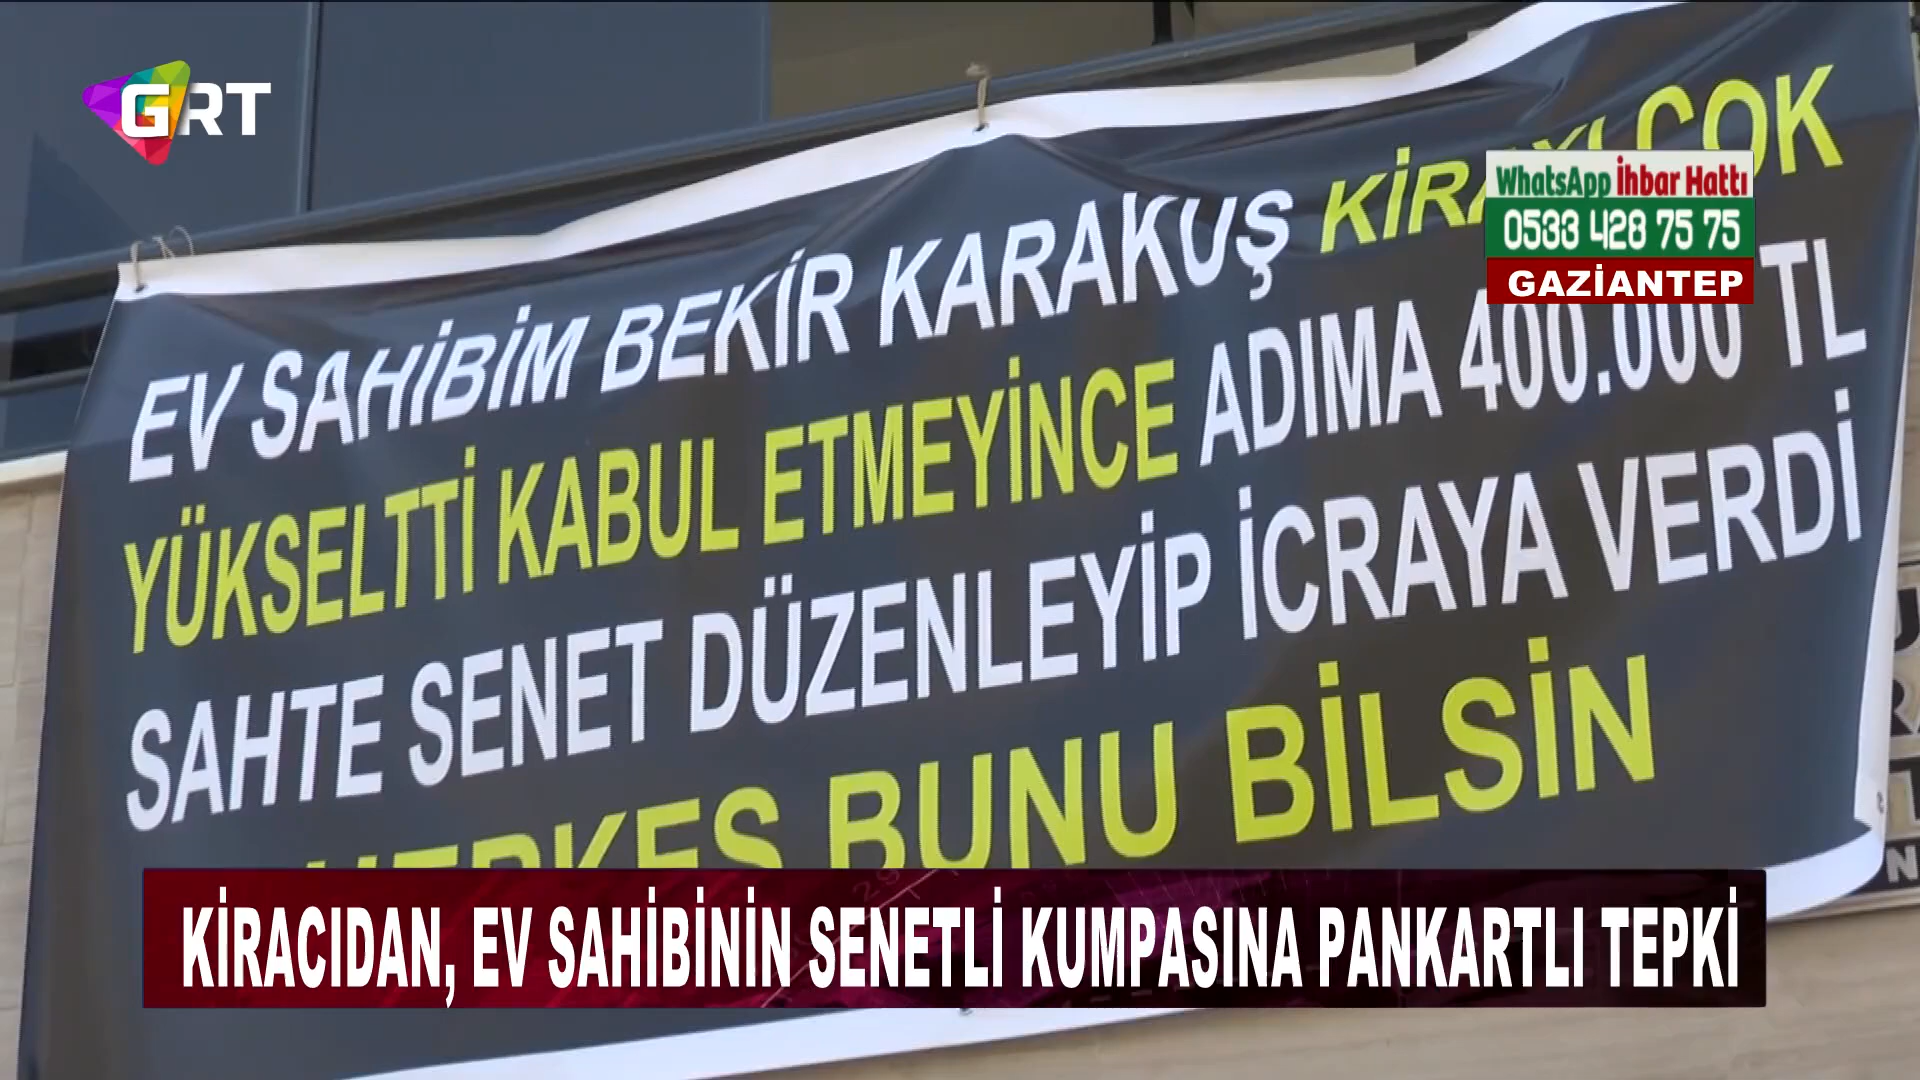 GRT
EV SAHİBİM BEKİR KARAKUŞ KİRAYI ÇOK
YÜKSELTTİ KABUL ETMEYİNCE ADIMA 400.000 TL
SAHTE SENET DÜZENLEYİP İCRAYA VERDİ
HERKES BUNU BİLSİN
WhatsApp İhbar Hattı
0533 428 75 75
GAZİANTEP
KİRACIDAN, EV SAHİBİNİN SENETLİ KUMPASINA PANKARTLI TEPKİ